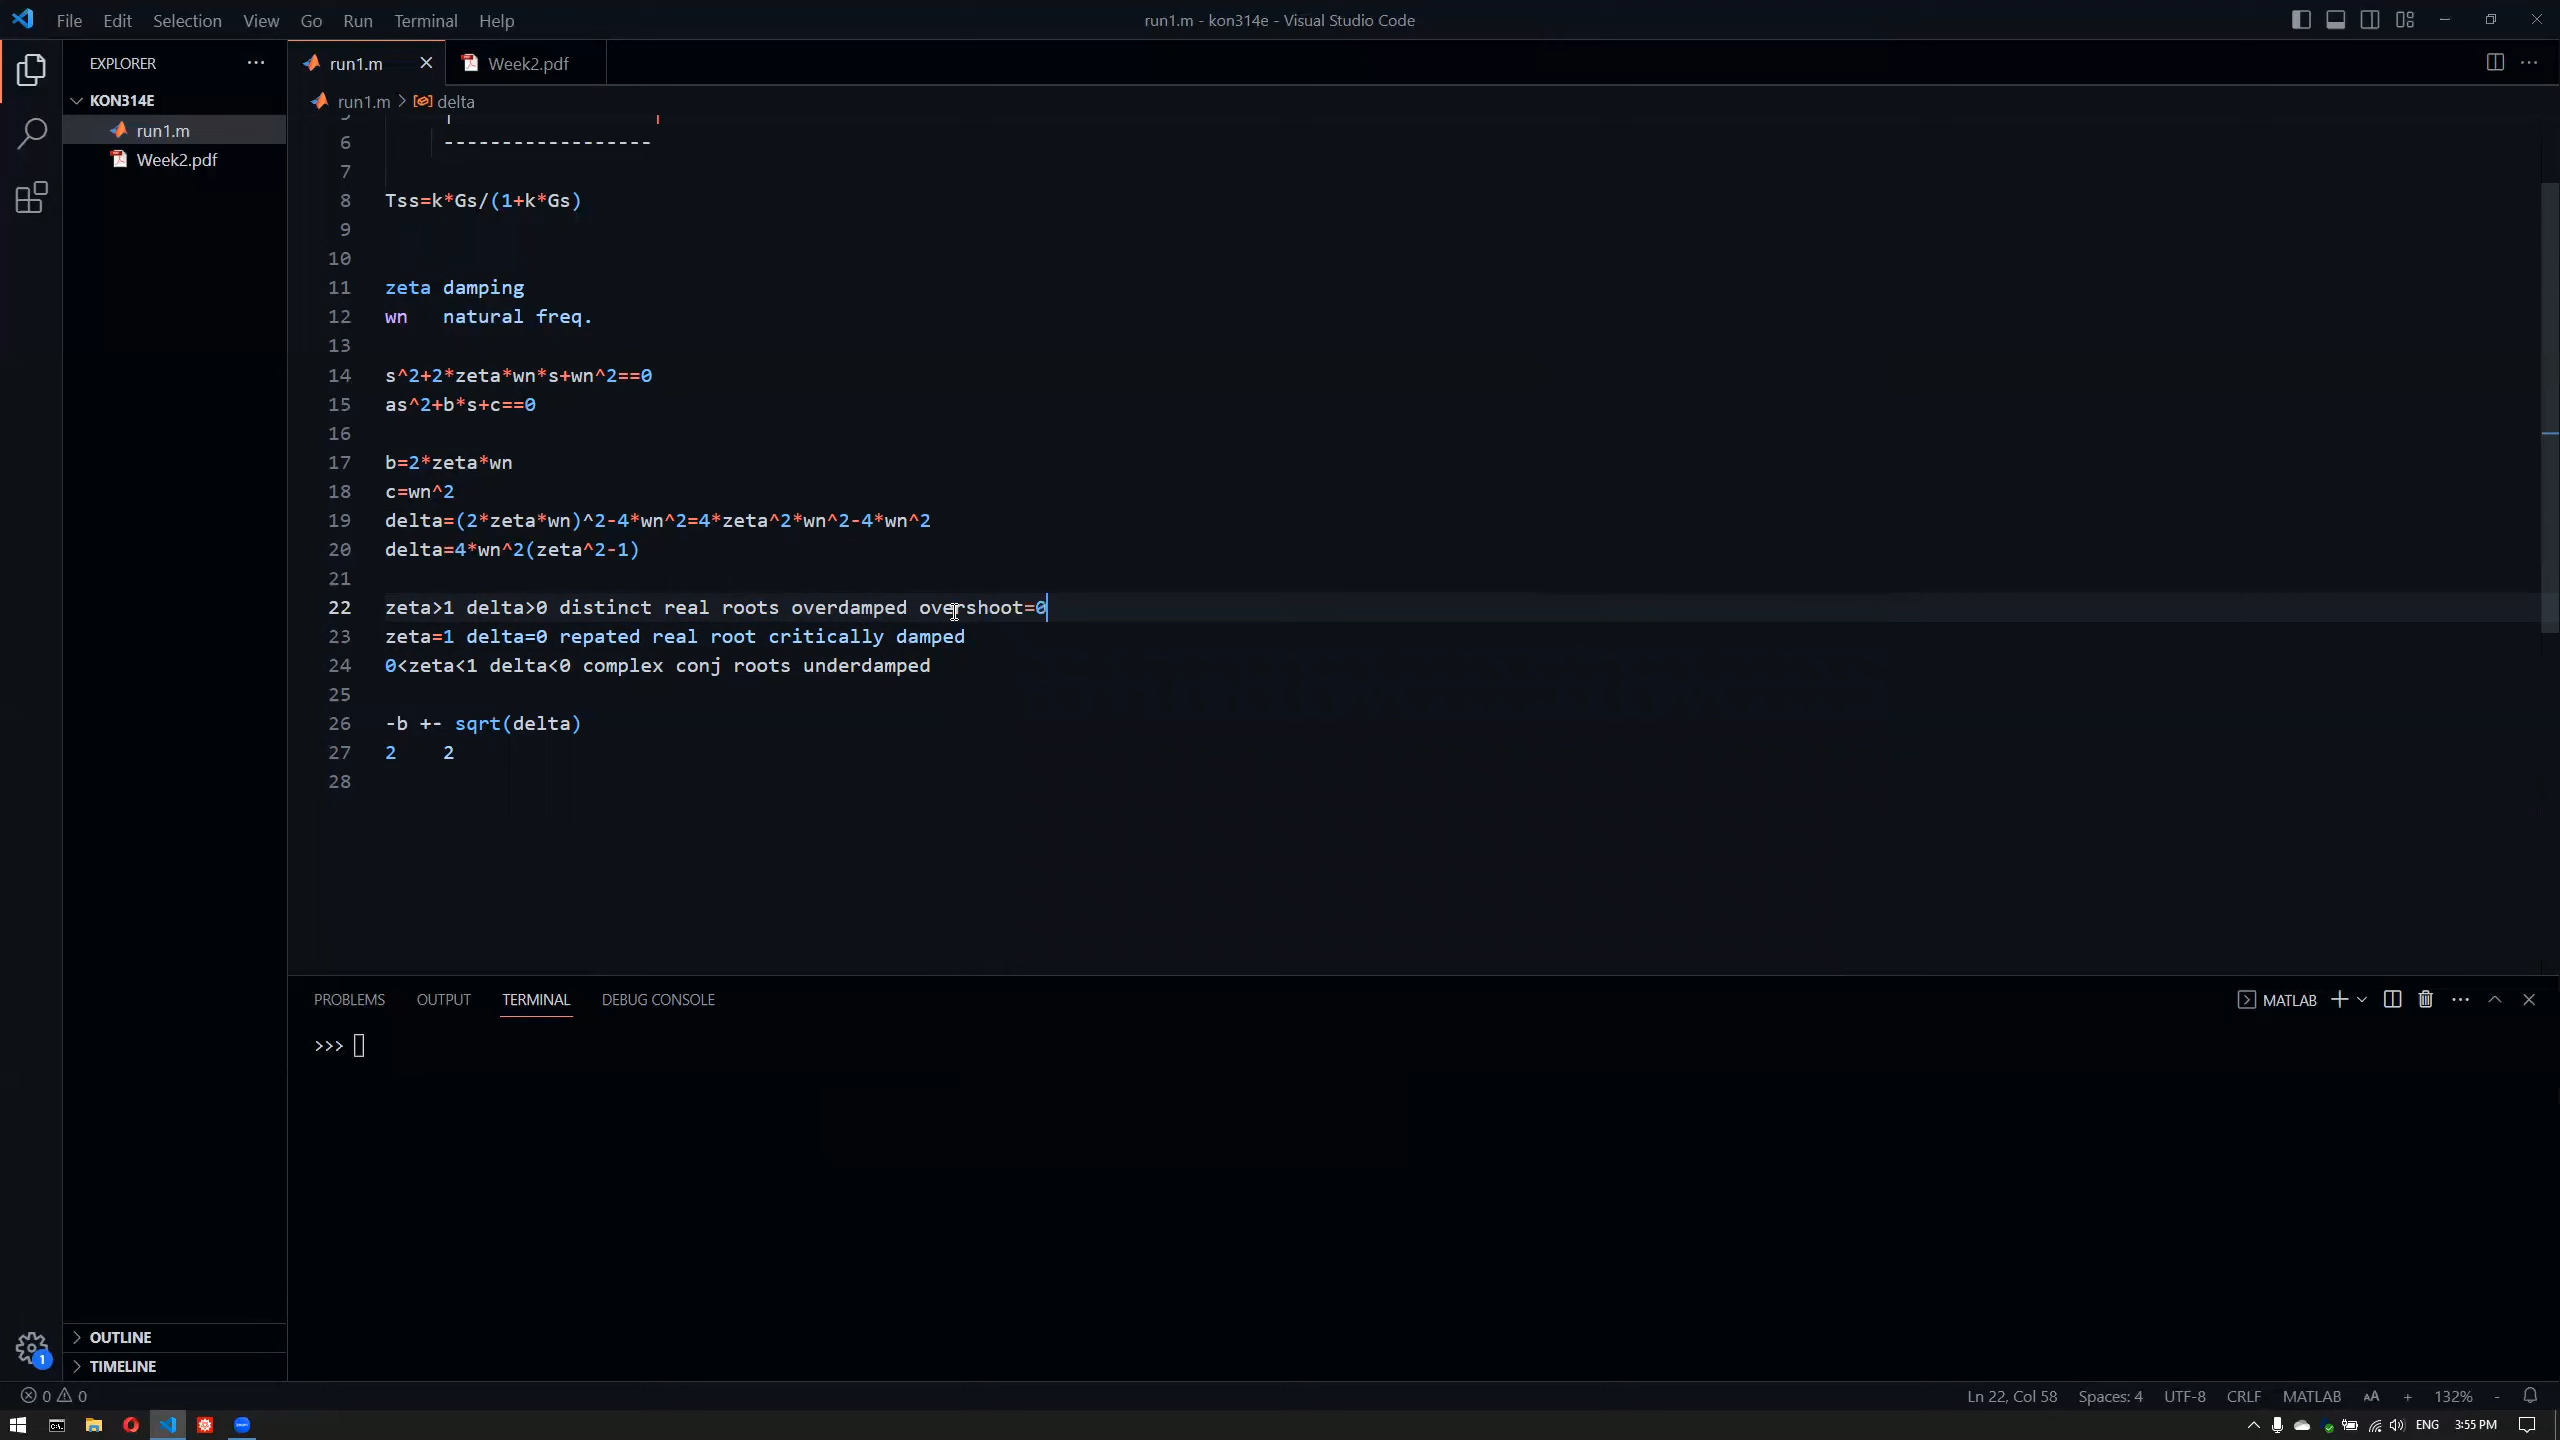 File Edit Selection View Go Run Terminal Help
run1.m - kon314e - Visual Studio Code
EXPLORER ···
KON314E
run1.m
Week2.pdf
run1.m Week2.pdf
run1.m > delta
6 ------------------
7
8 Tss=k*Gs/(1+k*Gs)
9
10
11 zeta damping
12 wn   natural freq.
13
14 s^2+2*zeta*wn*s+wn^2==0
15 as^2+b*s+c==0
16
17 b=2*zeta*wn
18 c=wn^2
19 delta=(2*zeta*wn)^2-4*wn^2=4*zeta^2*wn^2-4*wn^2
20 delta=4*wn^2(zeta^2-1)
21
22 zeta>1 delta>0 distinct real roots overdamped overshoot=0
23 zeta=1 delta=0 repated real root critically damped
24 0<zeta<1 delta<0 complex conj roots underdamped
25
26 -b +- sqrt(delta)
27 2    2
28
PROBLEMS OUTPUT TERMINAL DEBUG CONSOLE
MATLAB
>>>
OUTLINE
TIMELINE
1
0 0
Ln 22, Col 58 Spaces: 4 UTF-8 CRLF MATLAB AA + 132% -
ENG 3:55 PM